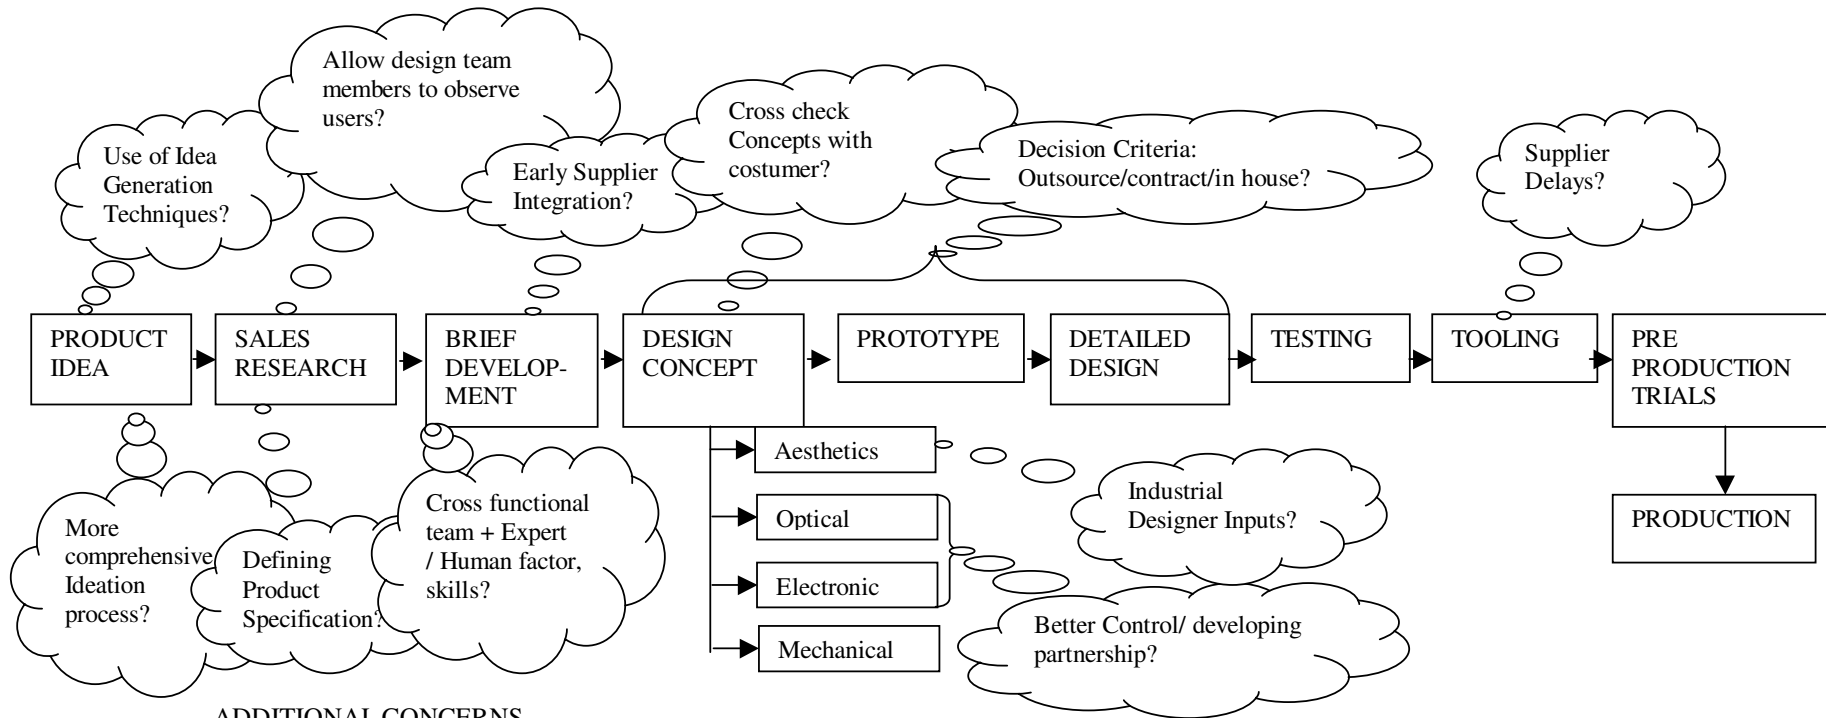 Allow design team
members to observe
users?
Use of Idea
Generation
Techniques?
Early Supplier
Integration?
Cross check
Concepts with
costumer?
Decision Criteria:
Outsource/contract/in house?
Supplier
Delays?
PRODUCT
IDEA
SALES
RESEARCH
BRIEF
DEVELOP-
MENT
DESIGN
CONCEPT
PROTOTYPE
DETAILED
DESIGN
TESTING
TOOLING
PRE
PRODUCTION
TRIALS
Aesthetics
Optical
Electronic
Mechanical
PRODUCTION
More
comprehensive
Ideation
process?
Defining
Product
Specification?
Cross functional
team + Expert
/ Human factor,
skills?
Industrial
Designer Inputs?
Better Control/ developing
partnership?
ADDITIONAL CONCERNS